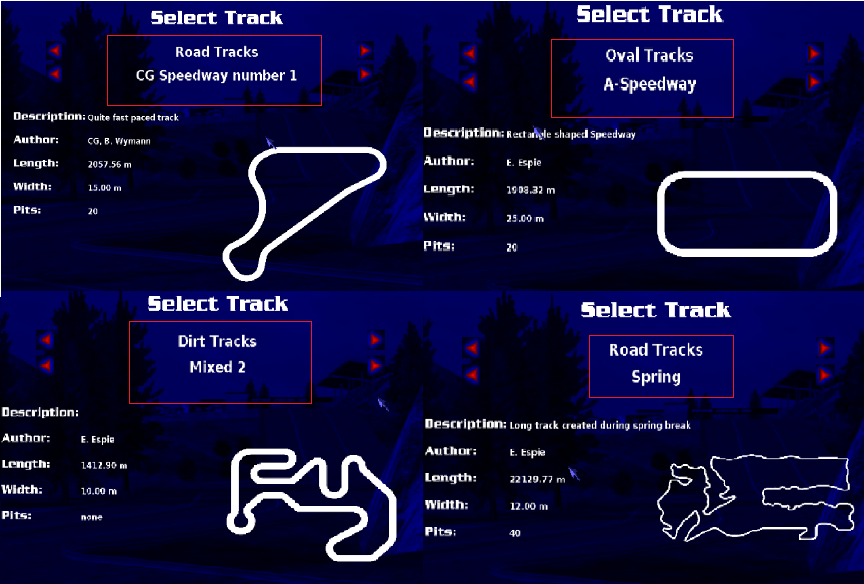 Select Track
Road Tracks
CG Speedway number 1
Description: Quite fast paced track
Author: CG, B. Wymann
Length: 2057.56 m
Width: 15.00 m
Pits: 20
Select Track
Oval Tracks
A-Speedway
Description: Rectangle shaped Speedway
Author: E. Espie
Length: 1908.32 m
Width: 25.00 m
Pits: 20
Select Track
Dirt Tracks
Mixed 2
Description:
Author: E. Espie
Length: 1412.90 m
Width: 10.00 m
Pits: none
Select Track
Road Tracks
Spring
Description: Long track created during spring break
Author: E. Espie
Length: 22129.77 m
Width: 12.00 m
Pits: 40